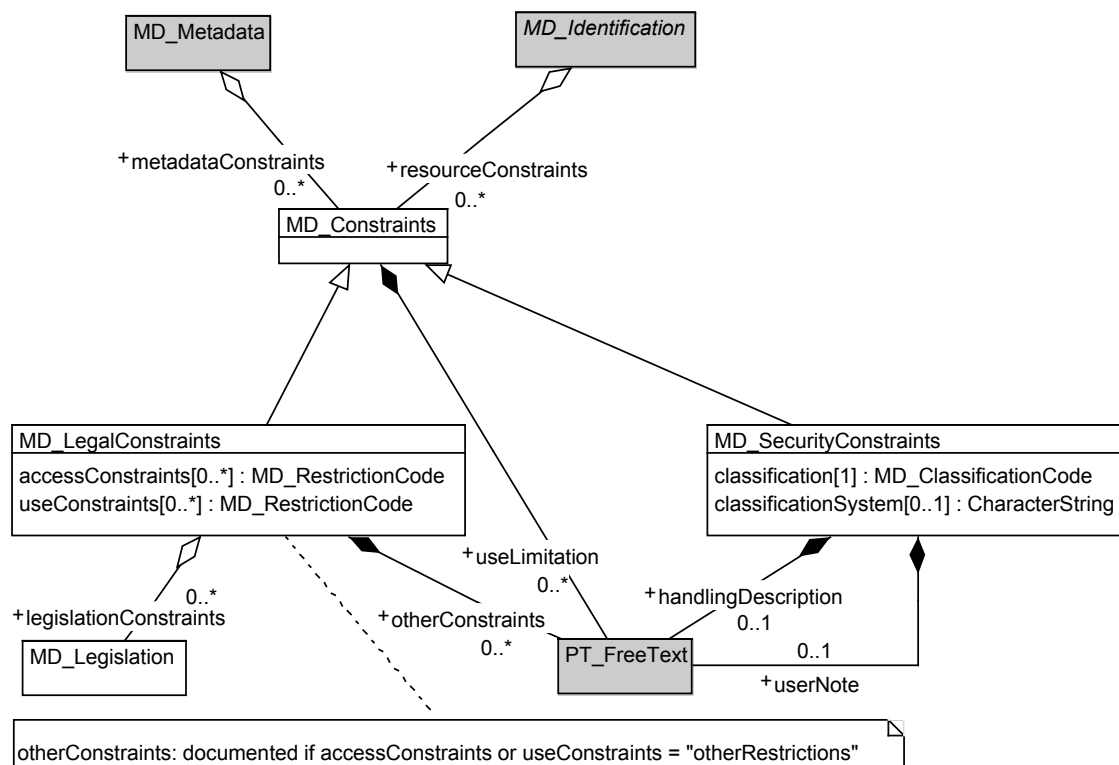 MD_Metadata
MD_Identification
+metadataConstraints
0..*
+resourceConstraints
0..*
MD_Constraints
MD_LegalConstraints
accessConstraints[0..*] : MD_RestrictionCode
useConstraints[0..*] : MD_RestrictionCode
MD_SecurityConstraints
classification[1] : MD_ClassificationCode
classificationSystem[0..1] : CharacterString
+useLimitation
0..*
0..*
+legislationConstraints
+otherConstraints
0..*
+handlingDescription
0..1
MD_Legislation
PT_FreeText
0..1
+userNote
otherConstraints: documented if accessConstraints or useConstraints = "otherRestrictions"